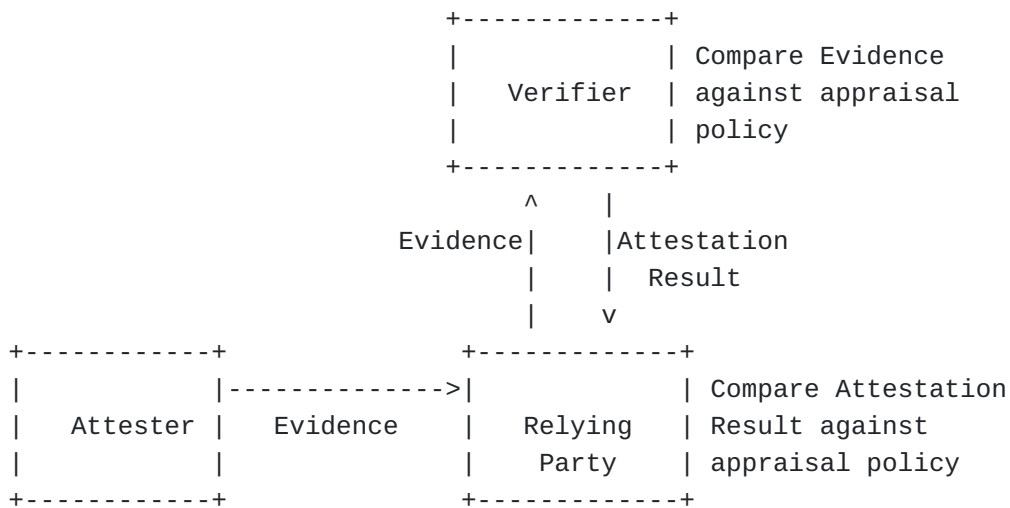 Verifier
Compare Evidence
against appraisal
policy
Evidence
Attestation
Result
Attester
Evidence
Relying
Party
Compare Attestation
Result against
appraisal policy